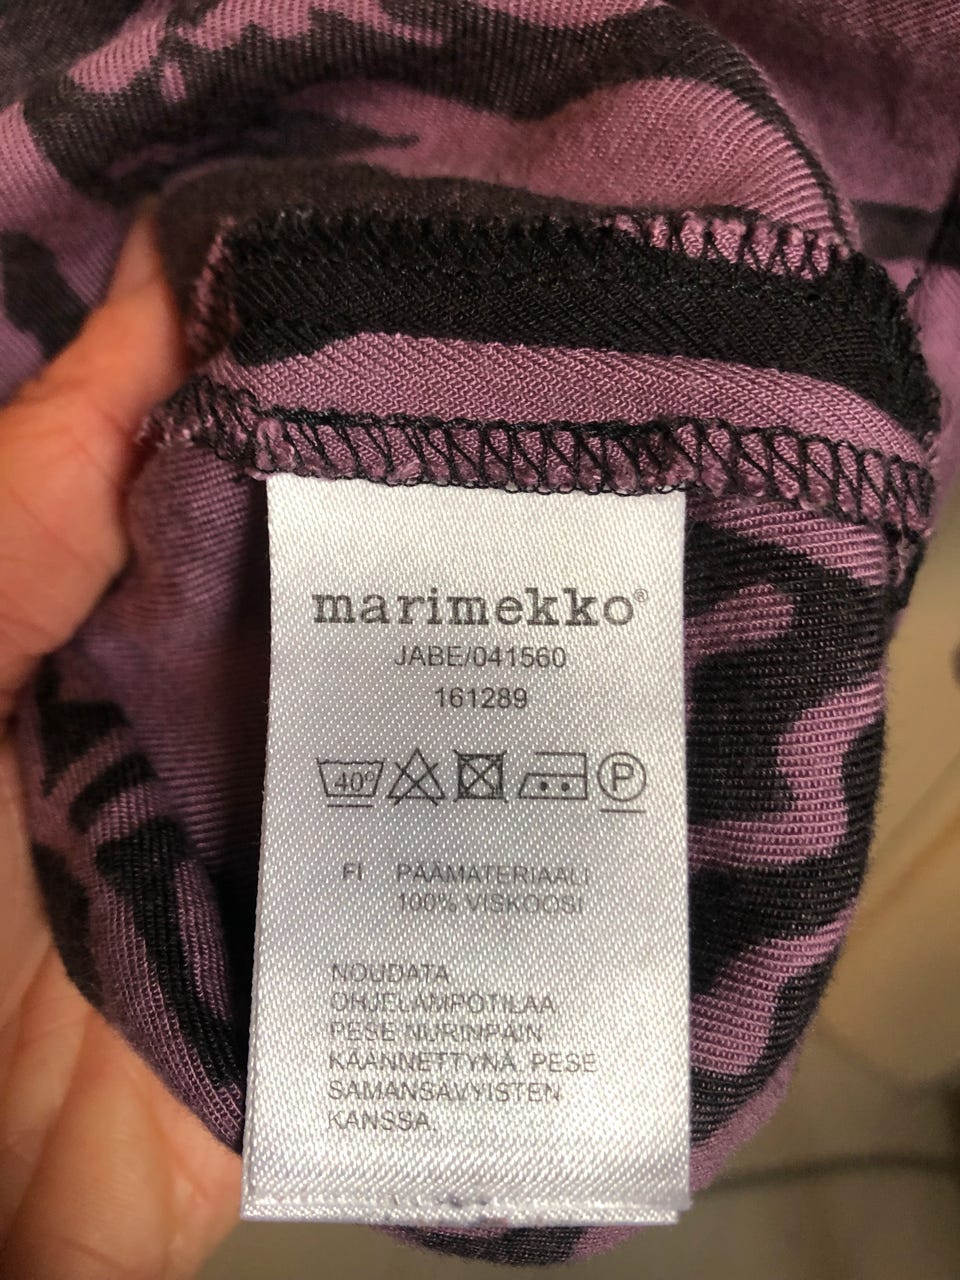 marimekko®
JABE/041560
161289
40° P
FI PÄÄMATERIAALI
100% VISKOOSI
NOUDATA
OHJELÄMPÖTILAA
PESE NURINPÄIN
KÄÄNNETTYNÄ. PESE
SAMANSÄVYISTEN
KANSSA.